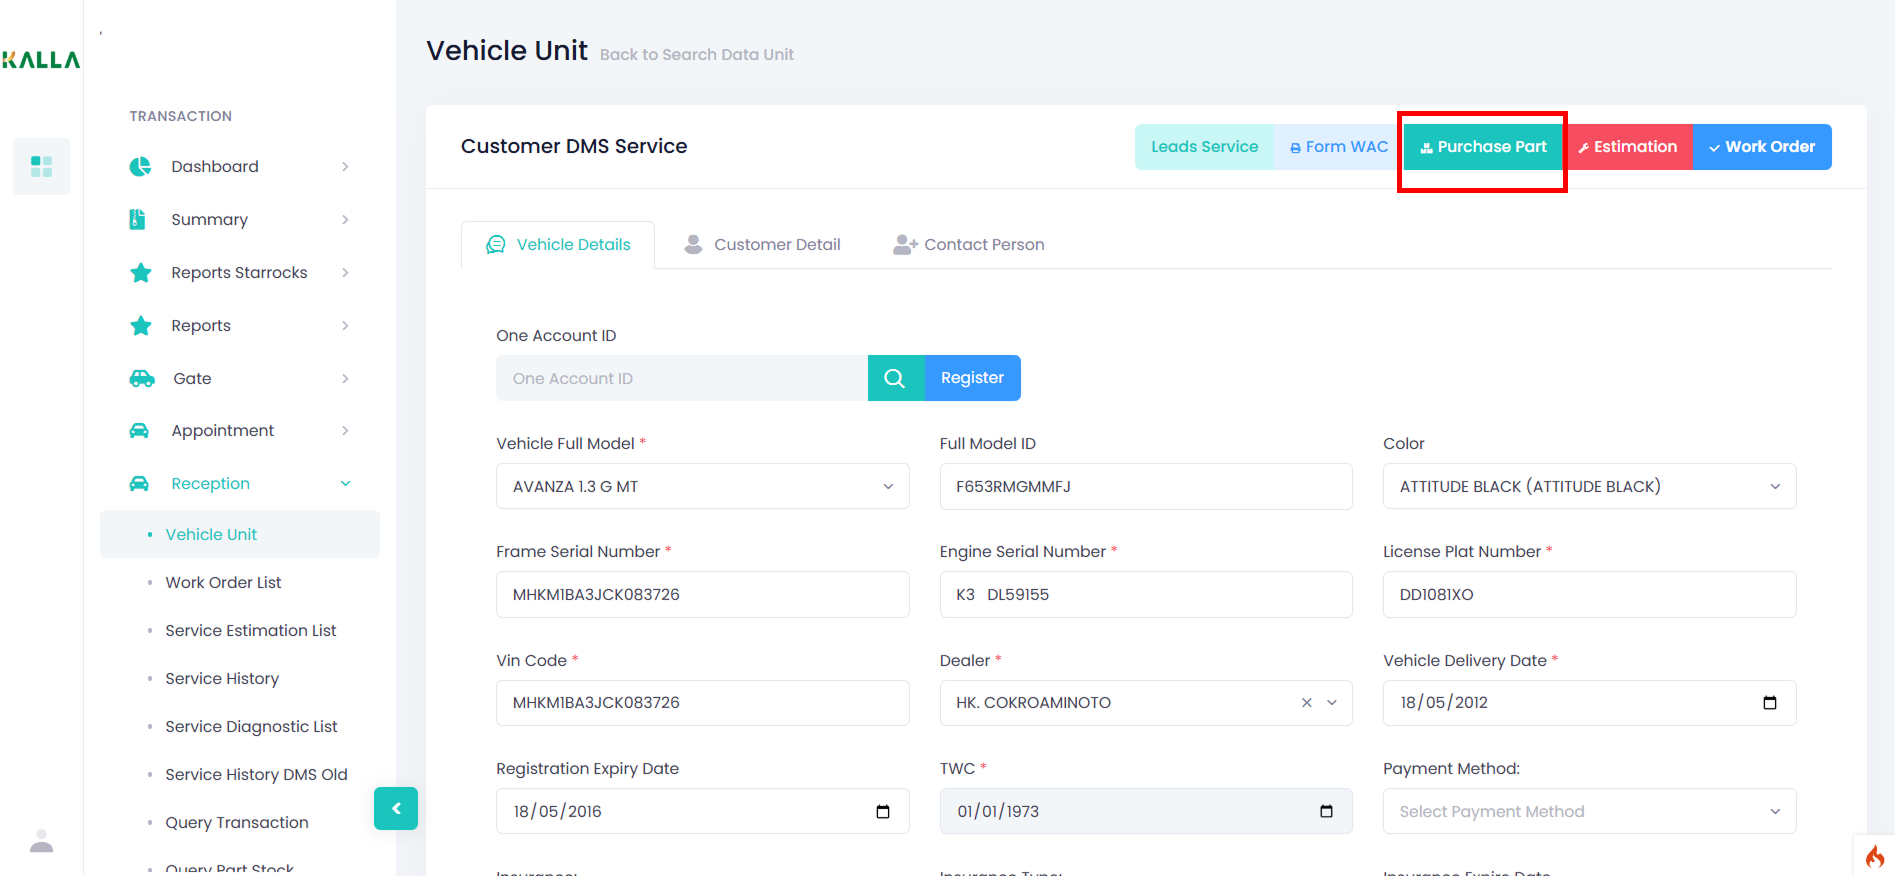 KALLA
TRANSACTION
Dashboard
Summary
Reports Starrocks
Reports
Gate
Appointment
Reception
Vehicle Unit
Work Order List
Service Estimation List
Service History
Service Diagnostic List
Service History DMS Old
Query Transaction
Query Part Stock
Vehicle Unit Back to Search Data Unit
Customer DMS Service
Leads Service Form WAC Purchase Part Estimation Work Order
Vehicle Details Customer Detail Contact Person
One Account ID
One Account ID Register
Vehicle Full Model * Full Model ID Color
AVANZA 1.3 G MT F653RMGMMFJ ATTITUDE BLACK (ATTITUDE BLACK)
Frame Serial Number * Engine Serial Number * License Plat Number *
MHKM1BA3JCK083726 K3 DL59155 DD1081XO
Vin Code * Dealer * Vehicle Delivery Date *
MHKM1BA3JCK083726 HK. COKROAMINOTO 18/05/2012
Registration Expiry Date TWC * Payment Method:
18/05/2016 01/01/1973 Select Payment Method
Insurance: Insurance Type: Insurance Expire Date